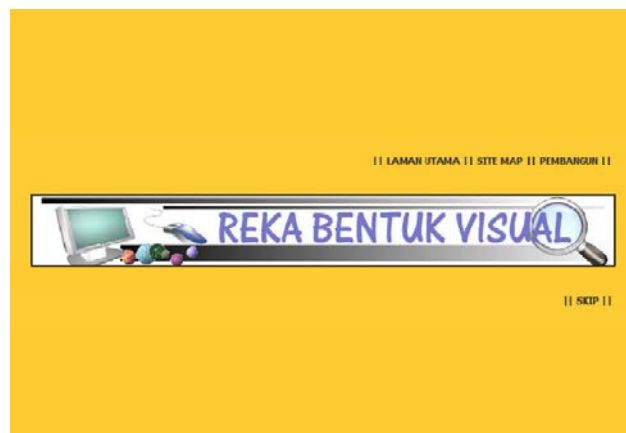 || LAMAN UTAMA || SITE MAP || PEMBANGUN ||
REKA BENTUK VISUAL
|| SKIP ||